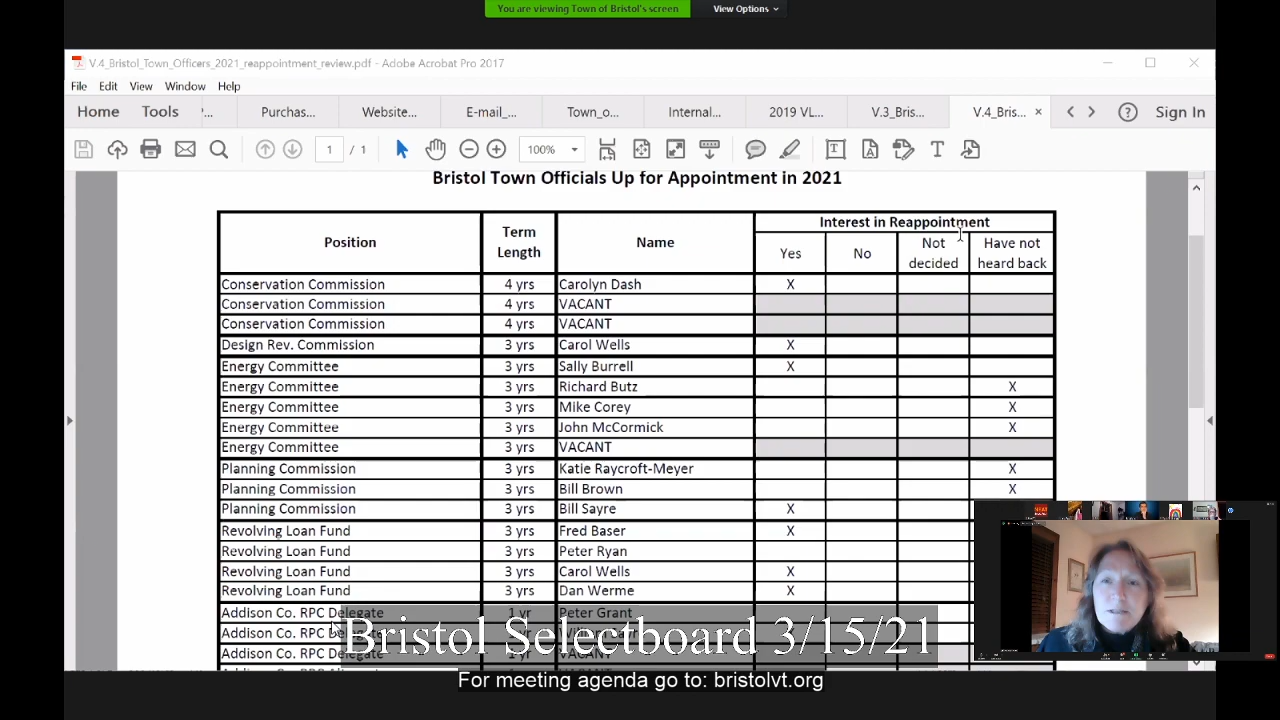 You are viewing Town of Bristol's screen View Options
V.4_Bristol_Town_Officers_2021_reappointment_review.pdf - Adobe Acrobat Pro 2017
File Edit View Window Help
Home Tools Purchas... Website... E-mail_... Town_o... Internal... 2019 VL... V.3_Bris... V.4_Bris... × Sign In
1 / 1 100%
Bristol Town Officials Up for Appointment in 2021
Position Term Length Name Interest in Reappointment
Yes No Not decided Have not heard back
Conservation Commission 4 yrs Carolyn Dash X
Conservation Commission 4 yrs VACANT
Conservation Commission 4 yrs VACANT
Design Rev. Commission 3 yrs Carol Wells X
Energy Committee 3 yrs Sally Burrell X
Energy Committee 3 yrs Richard Butz X
Energy Committee 3 yrs Mike Corey X
Energy Committee 3 yrs John McCormick X
Energy Committee 3 yrs VACANT
Planning Commission 3 yrs Katie Raycroft-Meyer X
Planning Commission 3 yrs Bill Brown X
Planning Commission 3 yrs Bill Sayre X
Revolving Loan Fund 3 yrs Fred Baser X
Revolving Loan Fund 3 yrs Peter Ryan
Revolving Loan Fund 3 yrs Carol Wells X
Revolving Loan Fund 3 yrs Dan Werme X
Addison Co. RPC Delegate 1 yr Peter Grant
Addison Co. RPC Delegate
Addison Co. RPC Delegate 1 yr VACANT
Bristol Selectboard 3/15/21
For meeting agenda go to: bristolvt.org